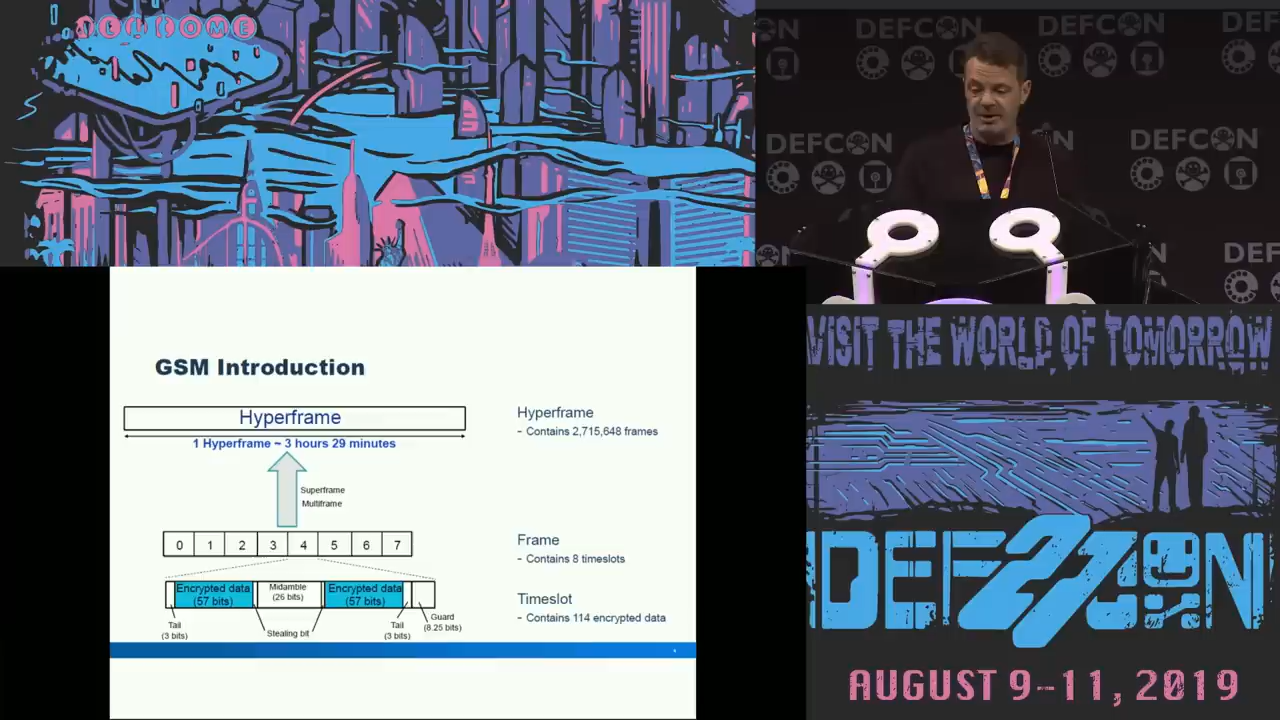 WELCOME
DEFCON
DEFCON
DEFCON
DEFCON
DEFCON
VISIT THE WORLD OF TOMORROW
DEFCON
27
AUGUST 9-11, 2019
GSM Introduction
Hyperframe
1 Hyperframe ~ 3 hours 29 minutes
Superframe
Multiframe
0 1 2 3 4 5 6 7
Encrypted data
(57 bits)
Midamble
(26 bits)
Encrypted data
(57 bits)
Tail
(3 bits)
Stealing bit
Tail
(3 bits)
Guard
(8.25 bits)
Hyperframe
- Contains 2,715,648 frames
Frame
- Contains 8 timeslots
Timeslot
- Contains 114 encrypted data